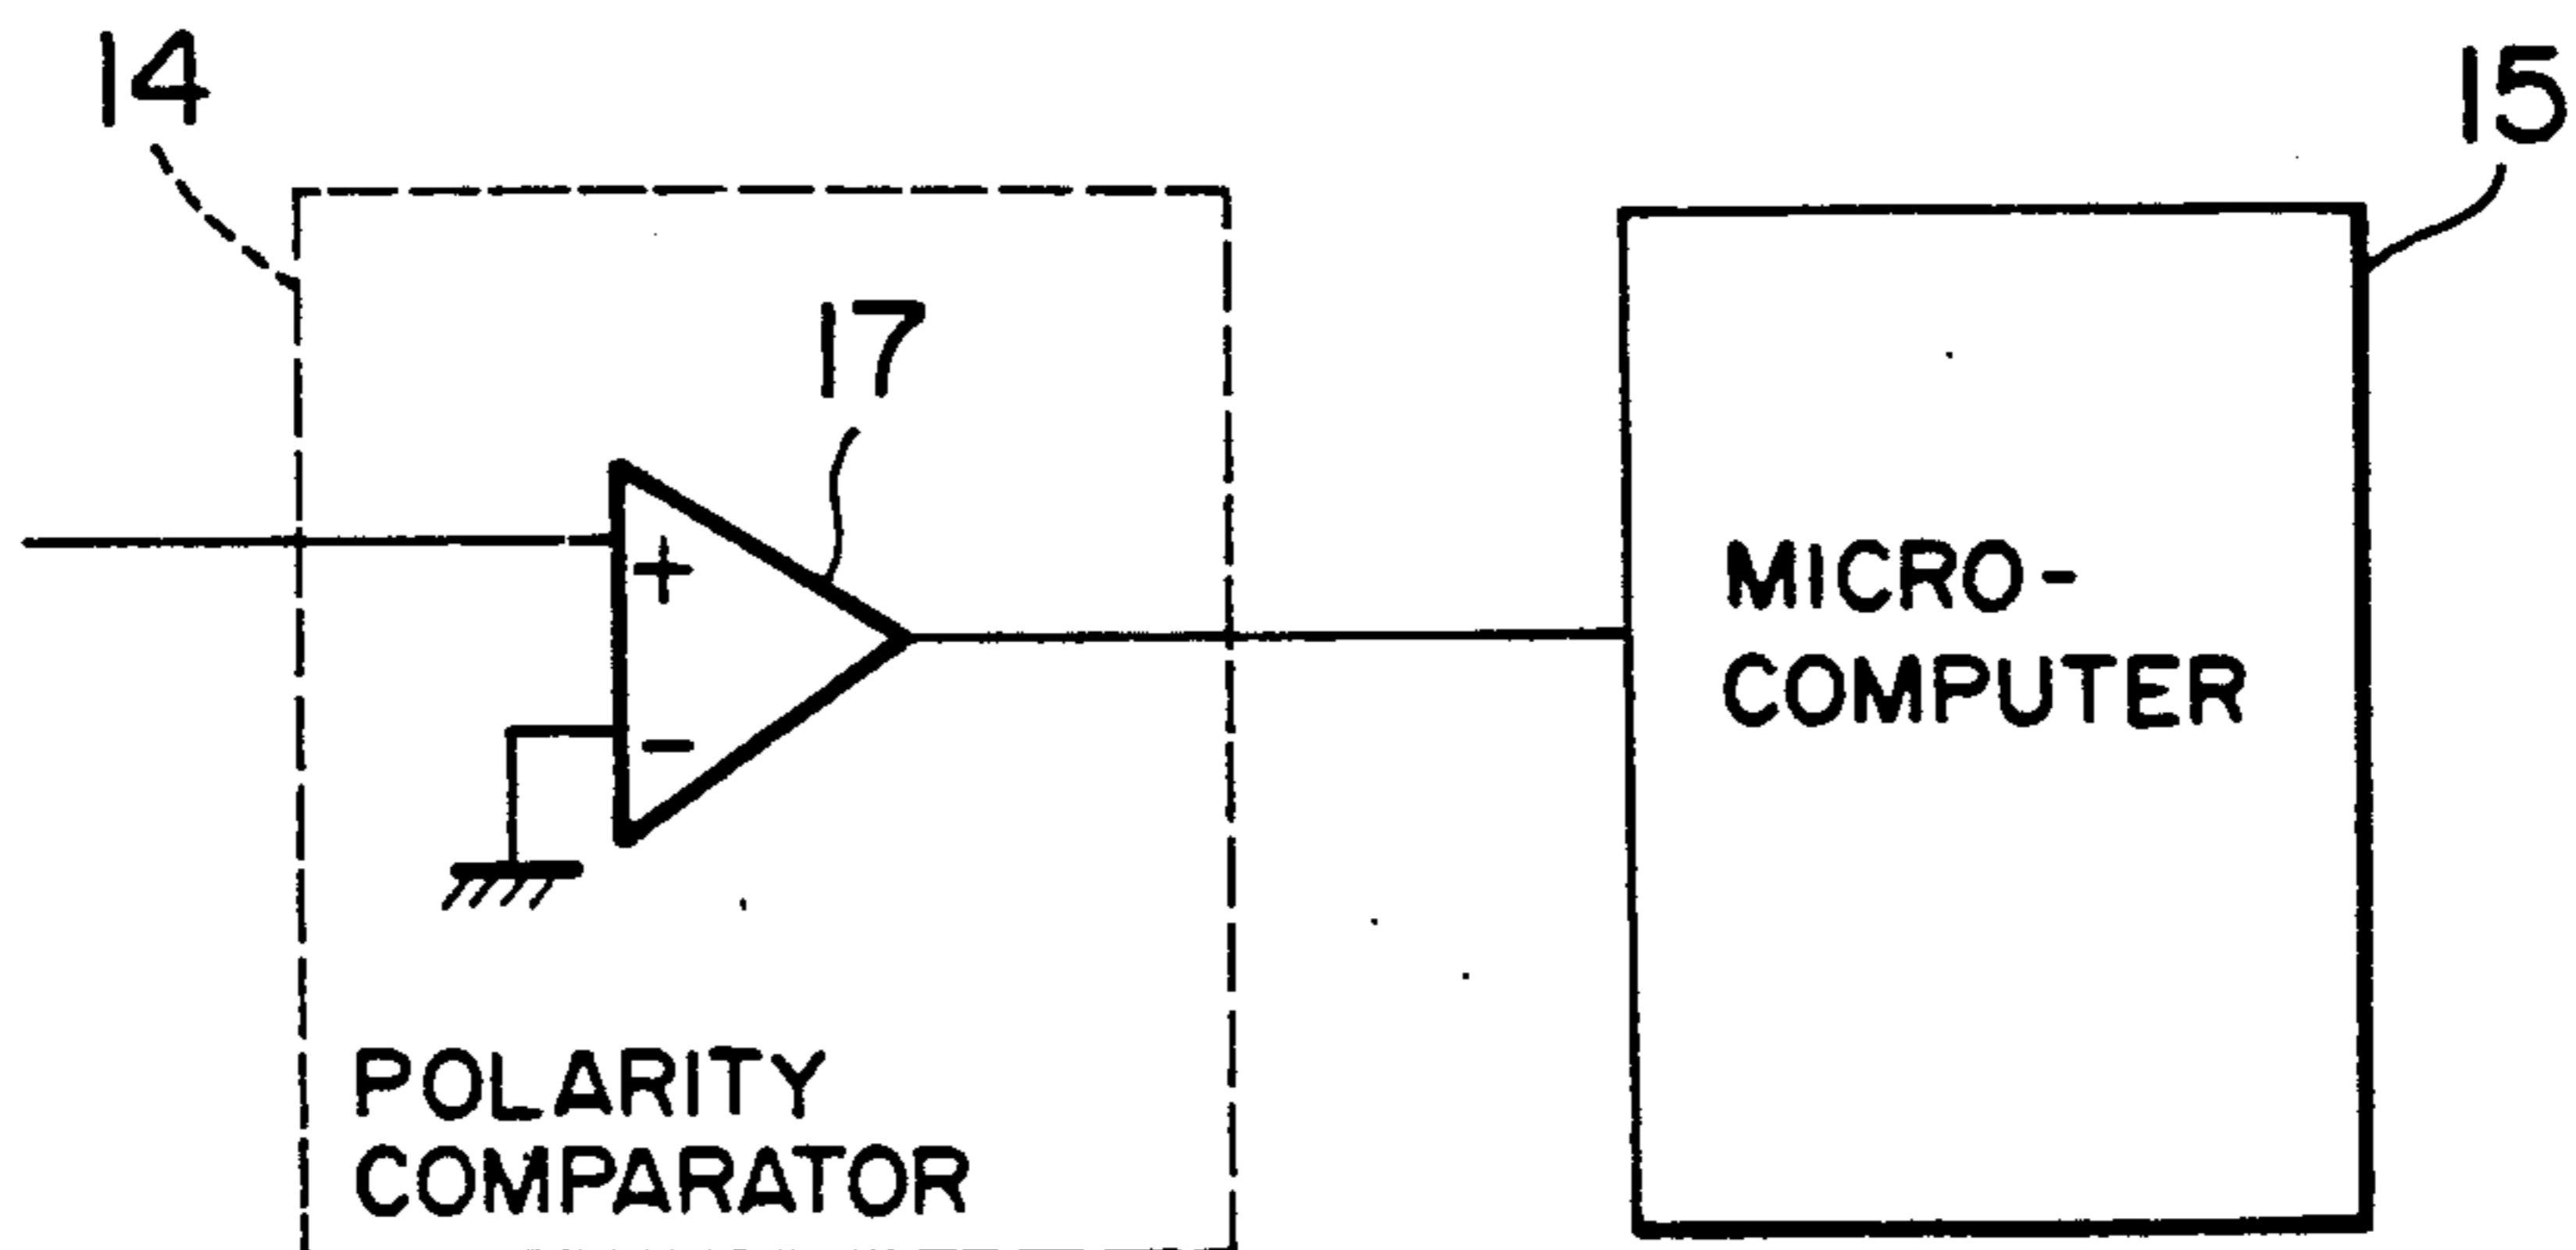 14
15
17
+
-
MICRO-
COMPUTER
POLARITY
COMPARATOR